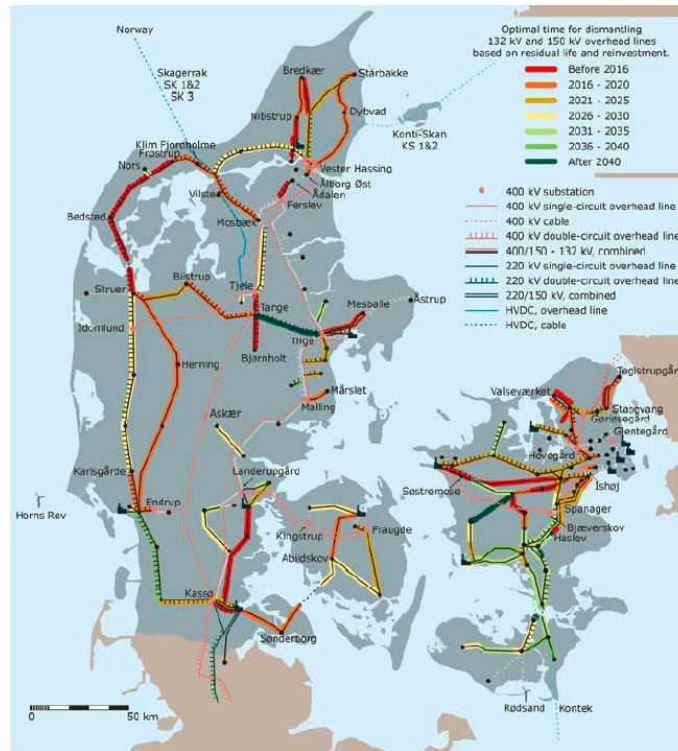 Norway
Skagerrak
SK 1&2
SK 3
Optimal time for dismantling
132 kV and 150 kV overhead lines
based on residual life and reinvestment.
Before 2016
2016 - 2020
2021 - 2025
2026 - 2030
2031 - 2035
2036 - 2040
After 2040
400 kV substation
400 kV single-circuit overhead line
400 kV cable
400 kV double-circuit overhead line
400/150 - 132 kV, combined
220 kV single-circuit overhead line
220 kV double-circuit overhead line
220/150 kV, combined
HVDC, overhead line
HVDC, cable
Bredkær
Starbakke
Dybvad
Nibstrup
Konti-Skan
KS 1&2
Klim Fjordholme
Frøstrup
Nors
Vester Hassing
Ålborg Øst
Ådalen
Vilsted
Ferslev
Bedsted
Mosbæk
Bilstrup
Tjele
Struer
Mesballe
Åstrup
Tange
Idomlund
Trige
Bjørnholt
Herning
Mårslet
Malling
Askær
Karlsgårde
Landerupgård
Endrup
Horns Rev
Kingstrup
Fraugde
Abildskov
Kassø
Sønderborg
Teglstrupgård
Valseværket
Stasevang
Gørløsegård
Glentegård
Hovegård
Ishøj
Søstremose
Spanager
Bjæverskov
Haslev
Rødsand
Kontek
0
50 km